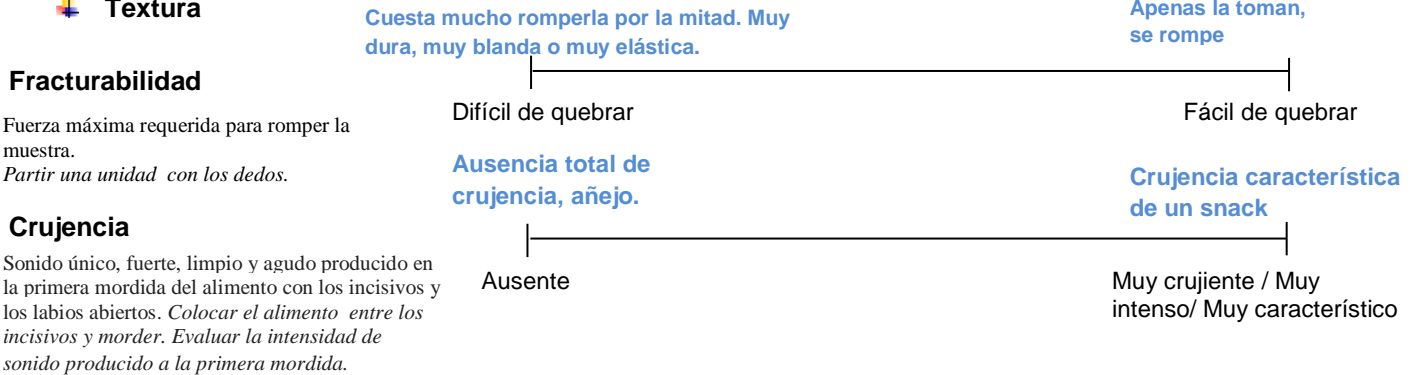 Textura
Cuesta mucho romperla por la mitad. Muy
dura, muy blanda o muy elástica.
Apenas la toman,
se rompe
Fracturabilidad
Difícil de quebrar
Fácil de quebrar
Fuerza máxima requerida para romper la
muestra.
Partir una unidad con los dedos.
Ausencia total de
crujencia, añejo.
Crujencia característica
de un snack
Crujencia
Sonido único, fuerte, limpio y agudo producido en
la primera mordida del alimento con los incisivos y
los labios abiertos. Colocar el alimento entre los
incisivos y morder. Evaluar la intensidad de
sonido producido a la primera mordida.
Ausente
Muy crujiente / Muy
intenso/ Muy característico